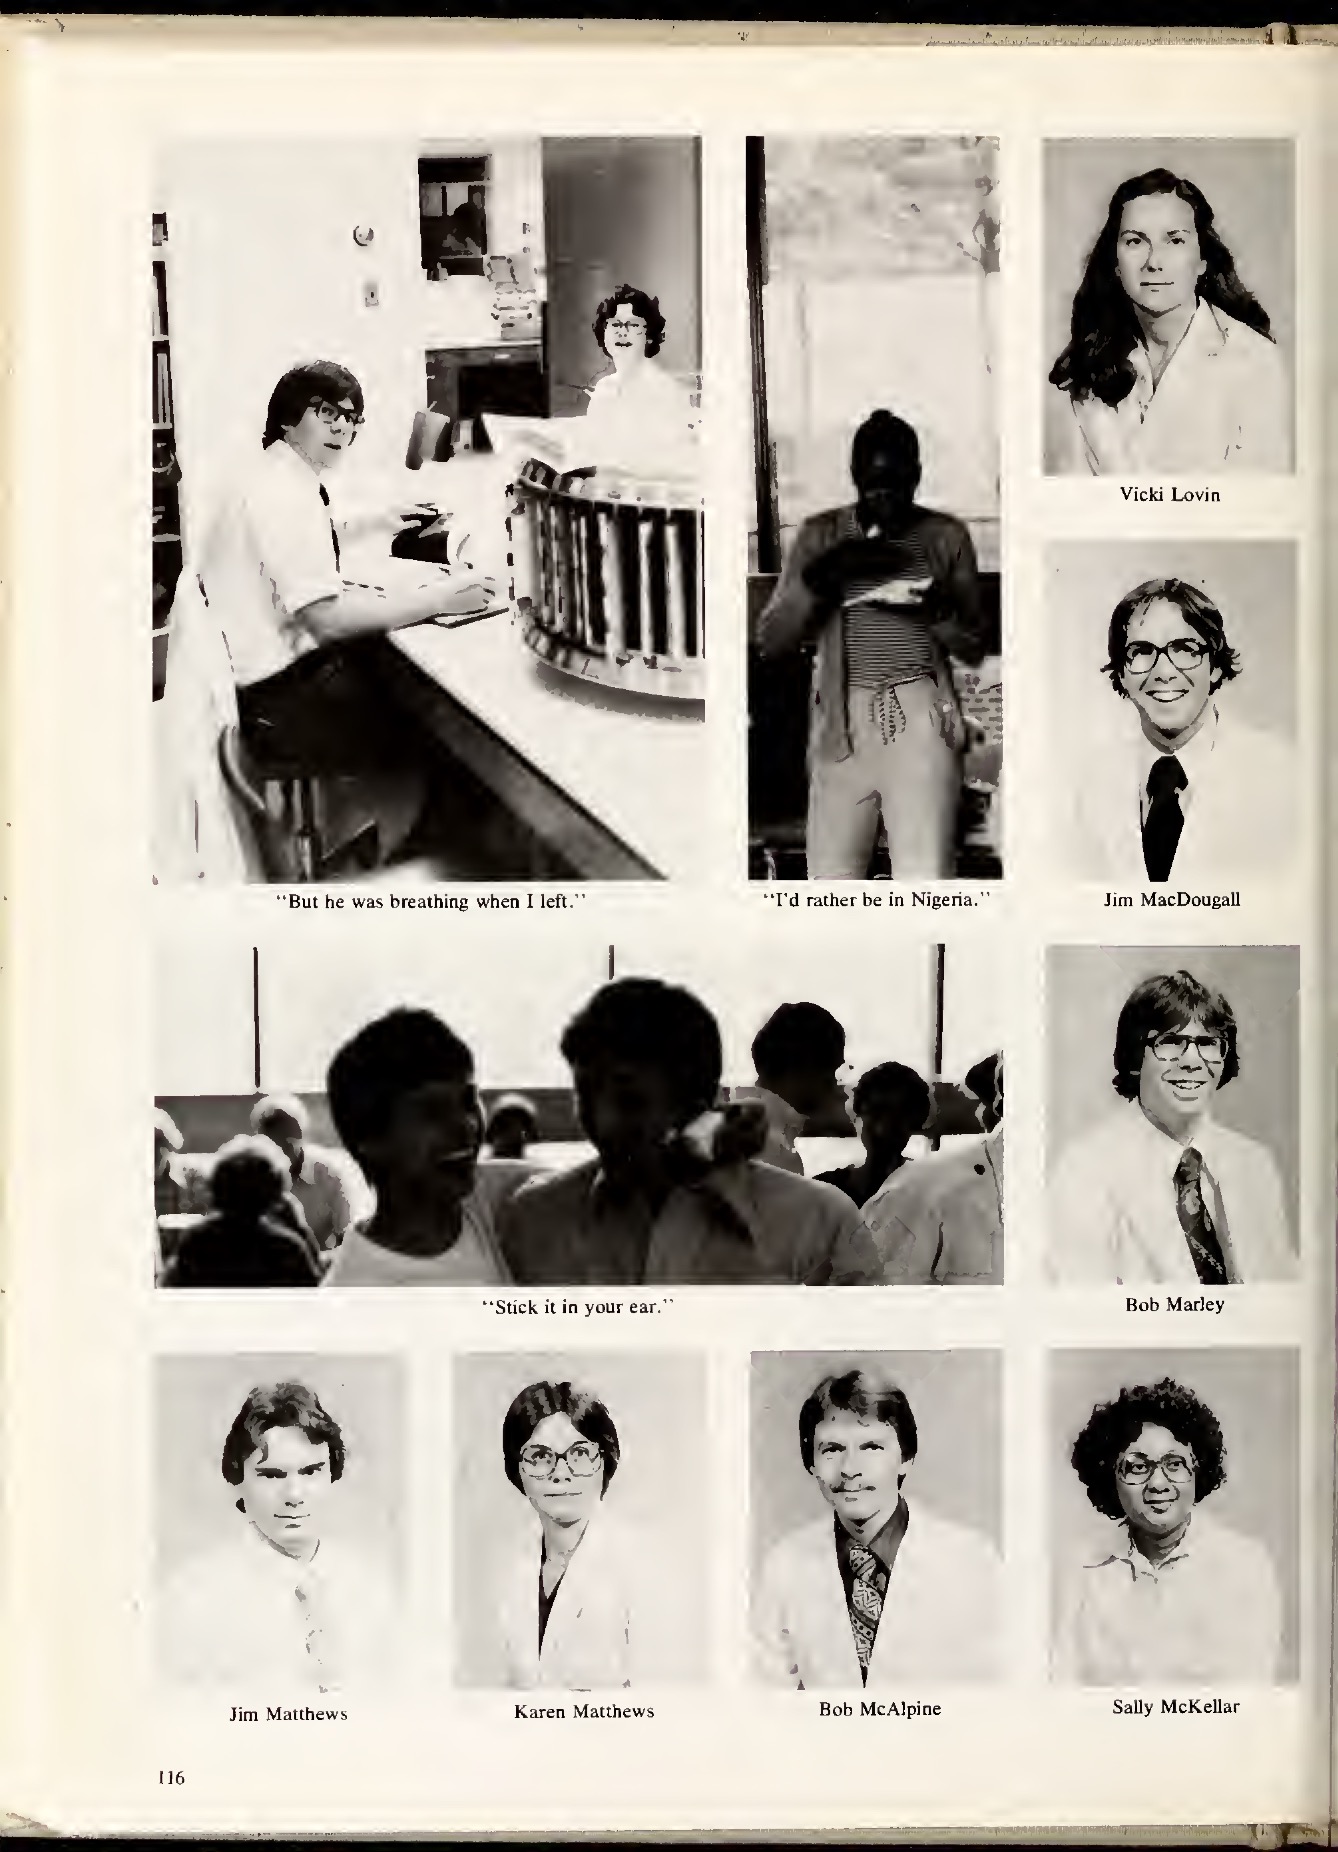 Vicki Lovin
"But he was breathing when I left."
"I'd rather be in Nigeria."
Jim MacDougall
"Stick it in your ear."
Bob Marley
Jim Matthews
Karen Matthews
Bob McAlpine
Sally McKellar
116